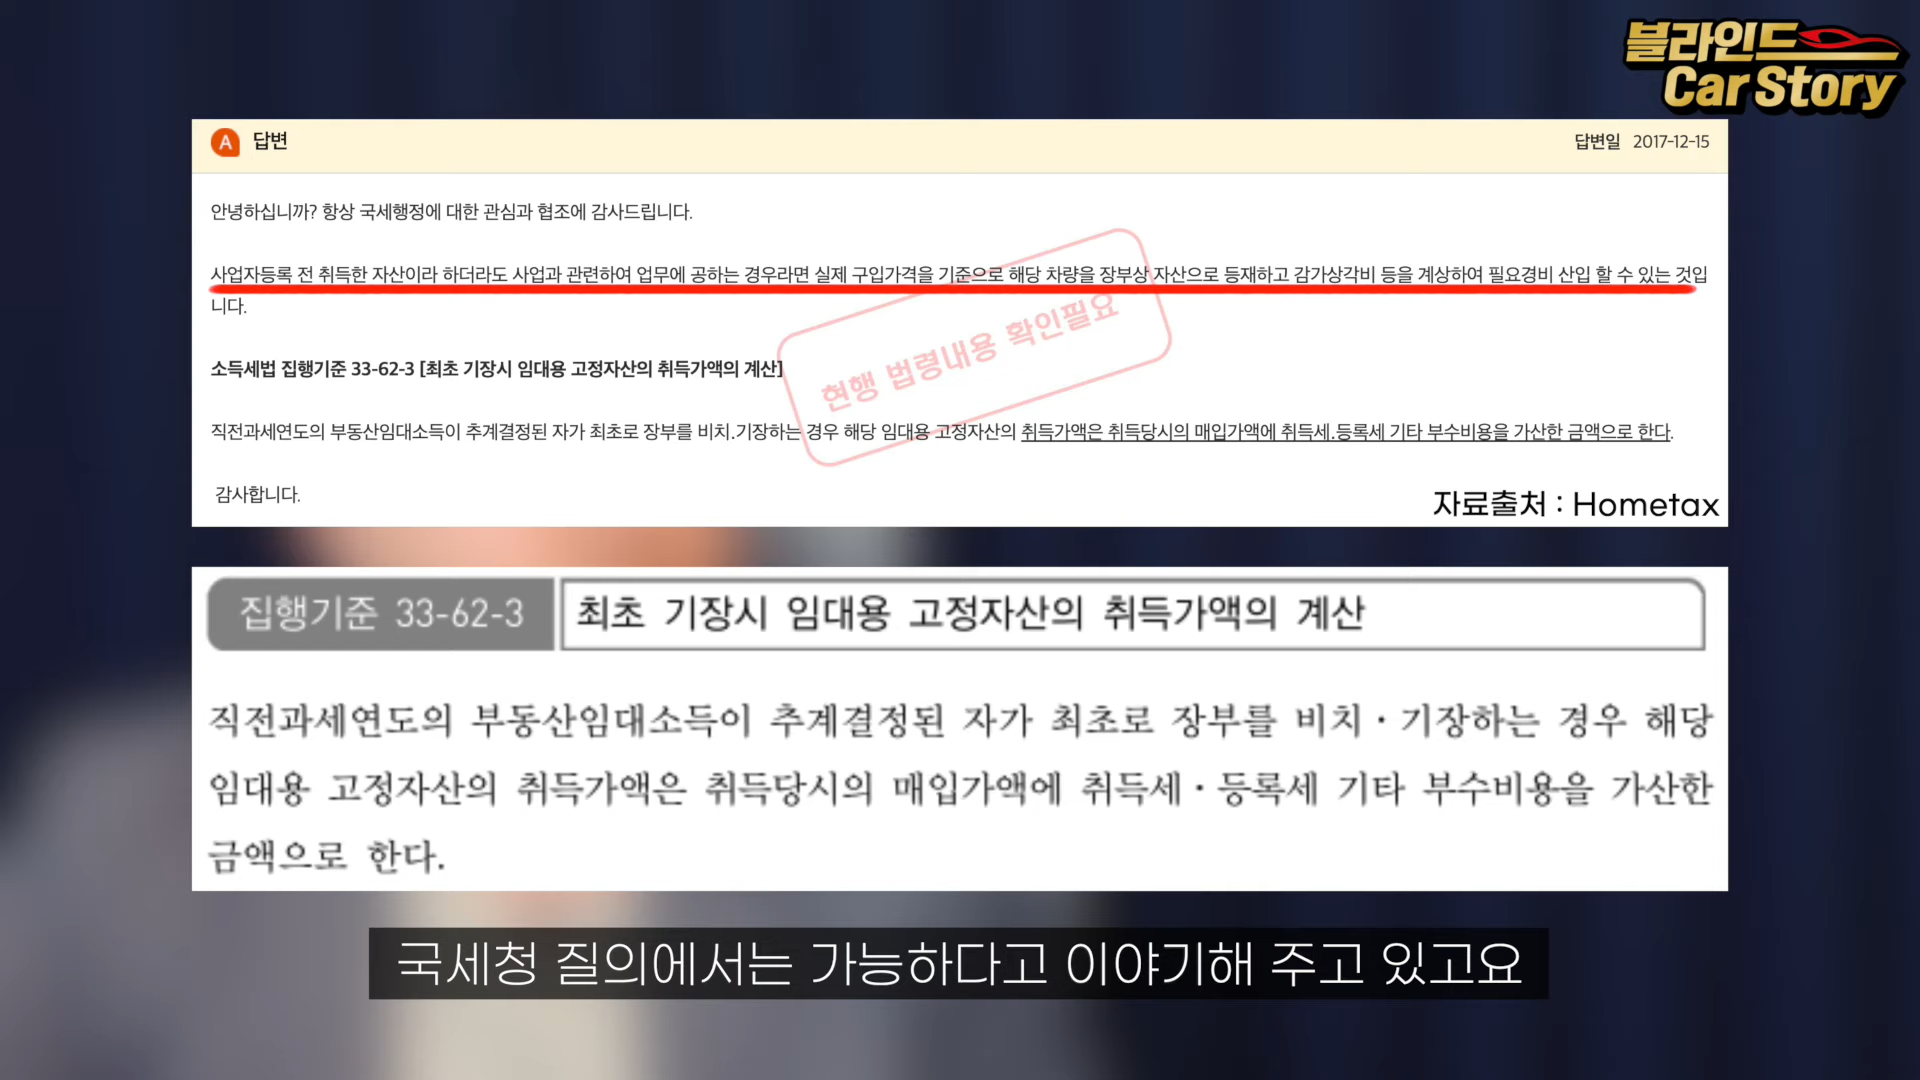 블라인드
Car Story
A 답변
답변일 2017-12-15
안녕하십니까? 항상 국세행정에 대한 관심과 협조에 감사드립니다.
사업자등록 전 취득한 자산이라 하더라도 사업과 관련하여 업무에 공하는 경우라면 실제 구입가격을 기준으로 해당 차량을 장부상 자산으로 등재하고 감가상각비 등을 계상하여 필요경비 산입 할 수 있는 것입
니다.
현행 법령내용 확인필요
소득세법 집행기준 33-62-3 [최초 기장시 임대용 고정자산의 취득가액의 계산]
직전과세연도의 부동산임대소득이 추계결정된 자가 최초로 장부를 비치.기장하는 경우 해당 임대용 고정자산의 취득가액은 취득당시의 매입가액에 취득세.등록세 기타 부수비용을 가산한 금액으로 한다.
감사합니다.
자료출처 : Hometax
집행기준 33-62-3 최초 기장시 임대용 고정자산의 취득가액의 계산
직전과세연도의 부동산임대소득이 추계결정된 자가 최초로 장부를 비치·기장하는 경우 해당
임대용 고정자산의 취득가액은 취득당시의 매입가액에 취득세·등록세 기타 부수비용을 가산한
금액으로 한다.
국세청 질의에서는 가능하다고 이야기해 주고 있고요